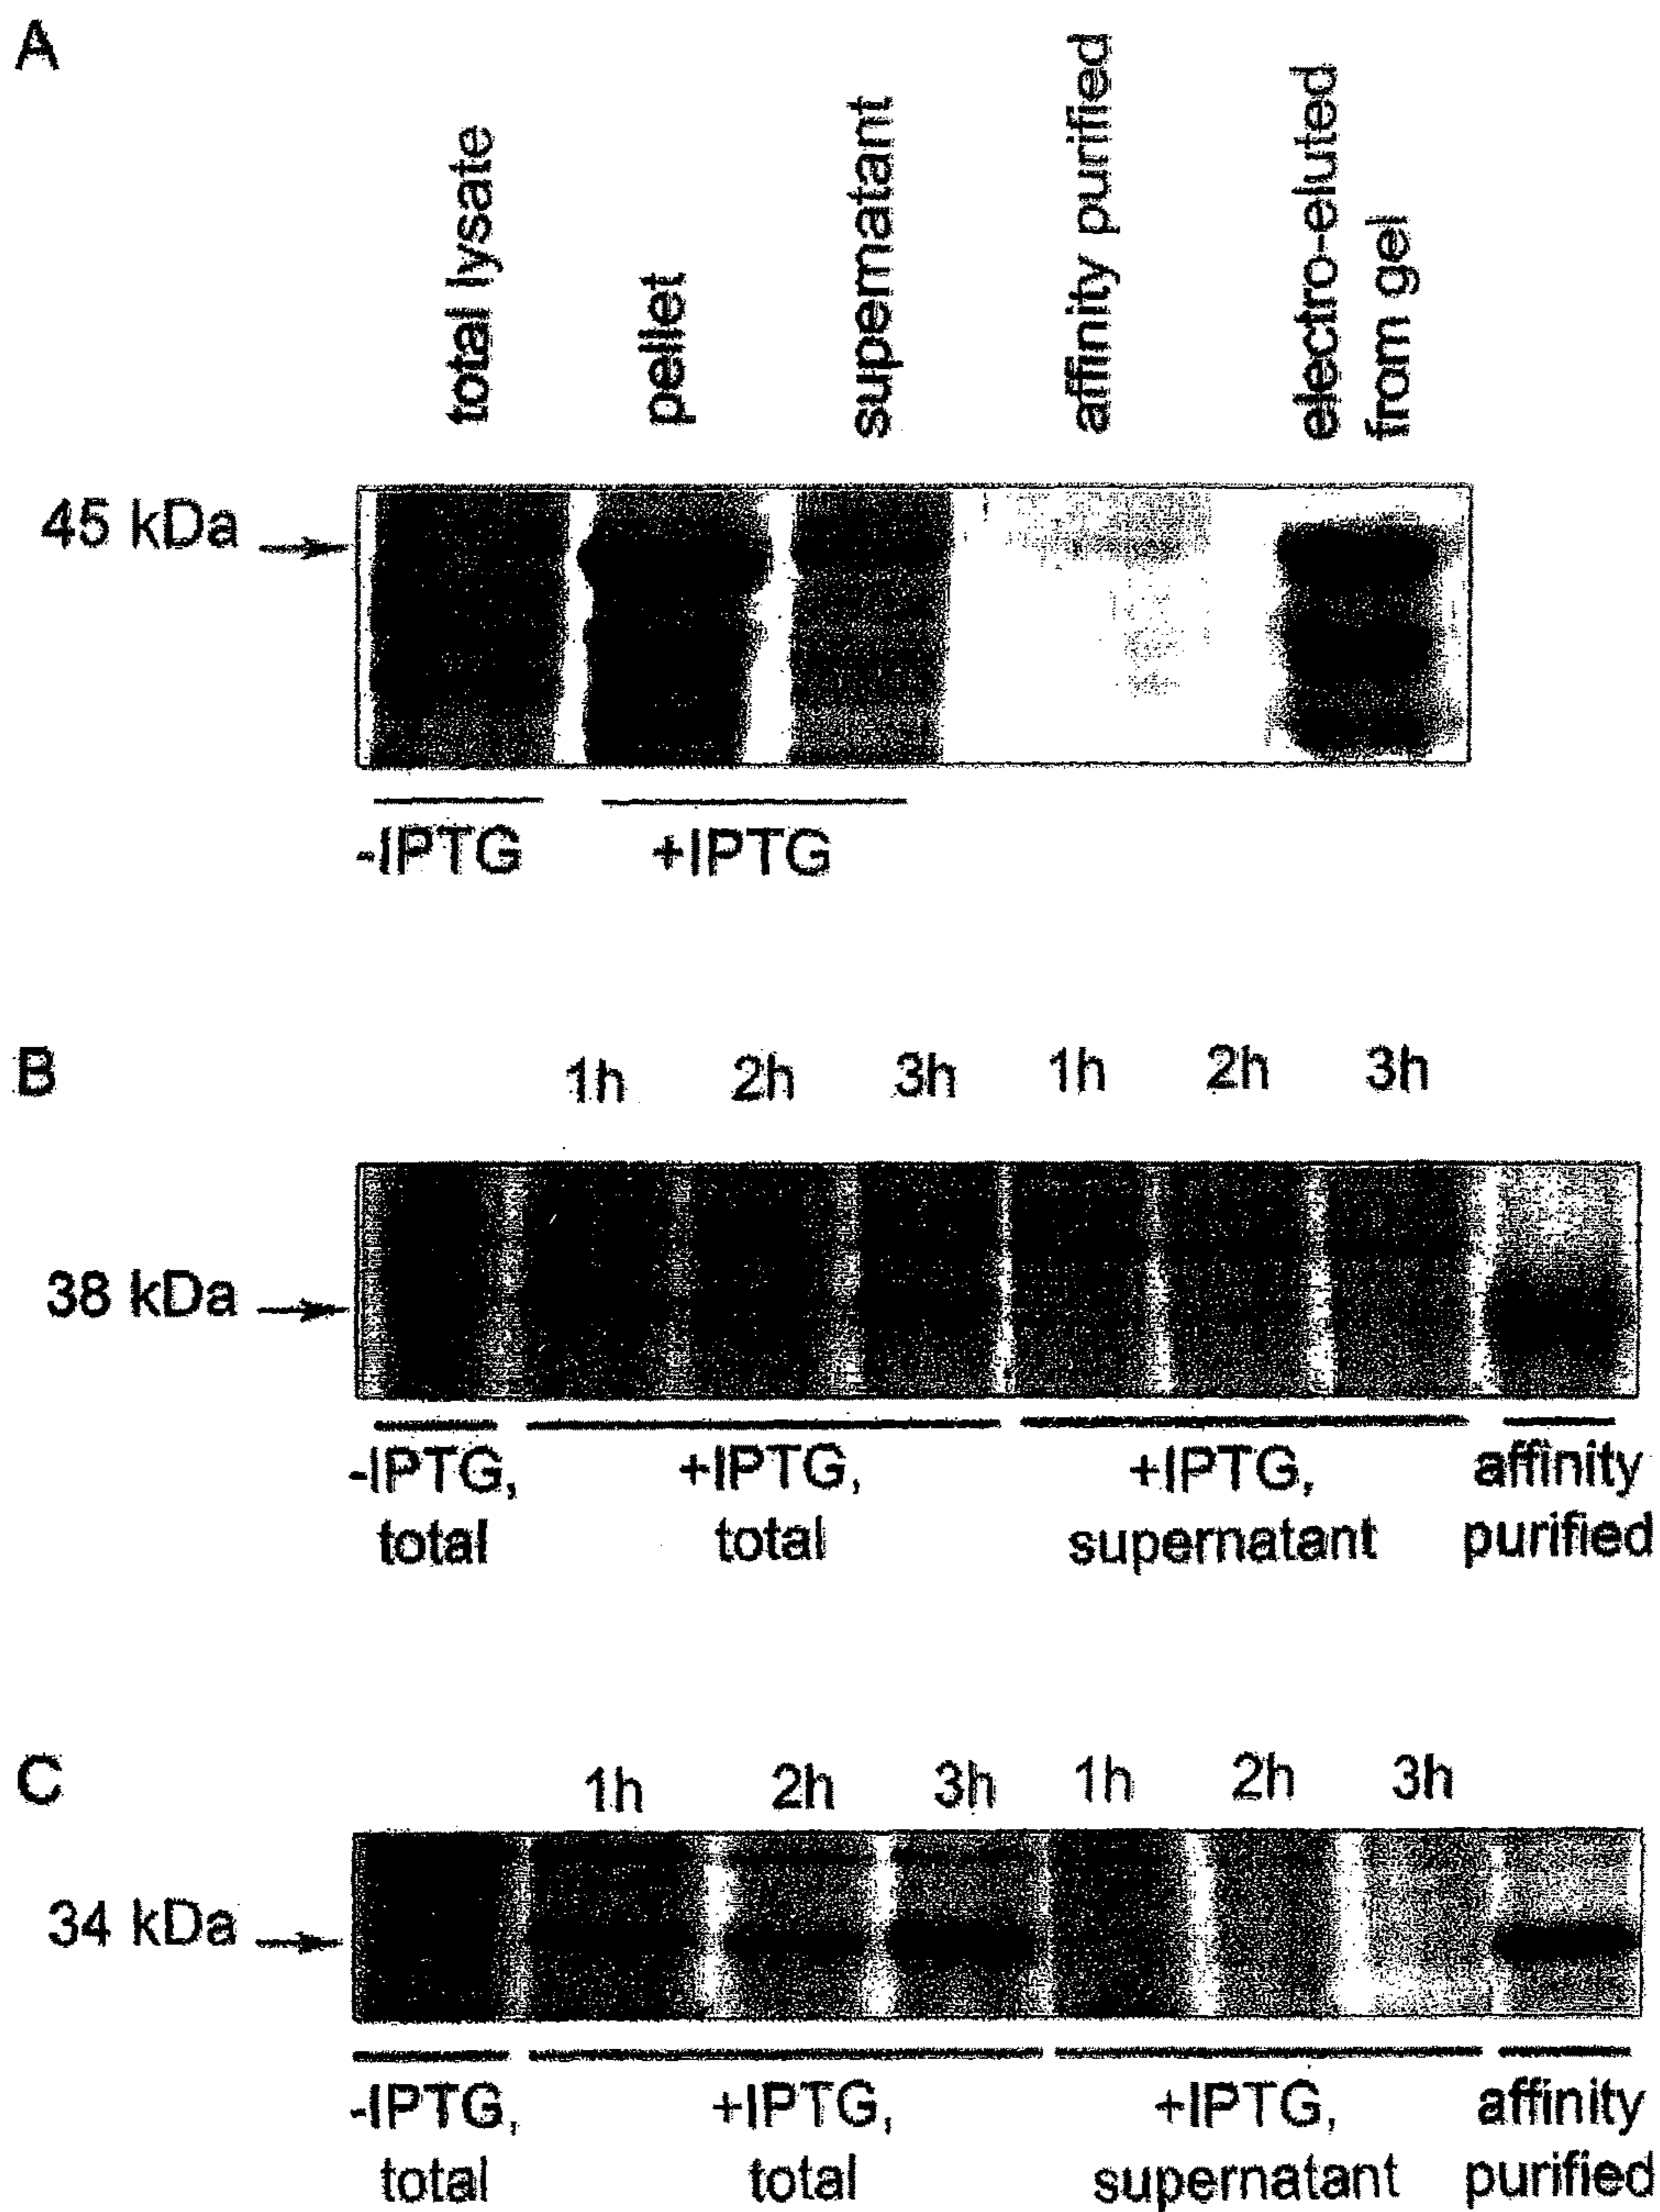 A
total lysate
pellet
supernatant
affinity purified
electro-eluted
from gel
45 kDa
-IPTG
+IPTG
B
1h 2h 3h 1h 2h 3h
38 kDa
-IPTG, +IPTG, +IPTG, affinity
total total supernatant purified
C
1h 2h 3h 1h 2h 3h
34 kDa
-IPTG, +IPTG, +IPTG, affinity
total total supernatant purified